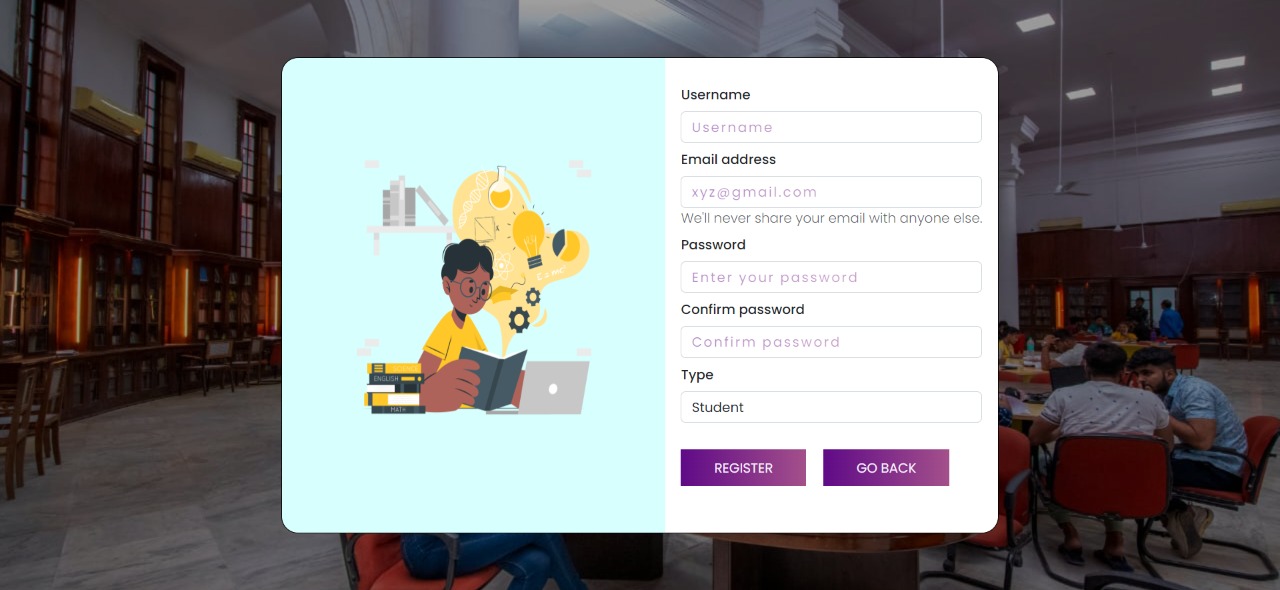 Username
Username
Email address
xyz@gmail.com
We'll never share your email with anyone else.
Password
Enter your password
Confirm password
Confirm password
Type
Student
REGISTER
GO BACK
ENGLISH
MATH